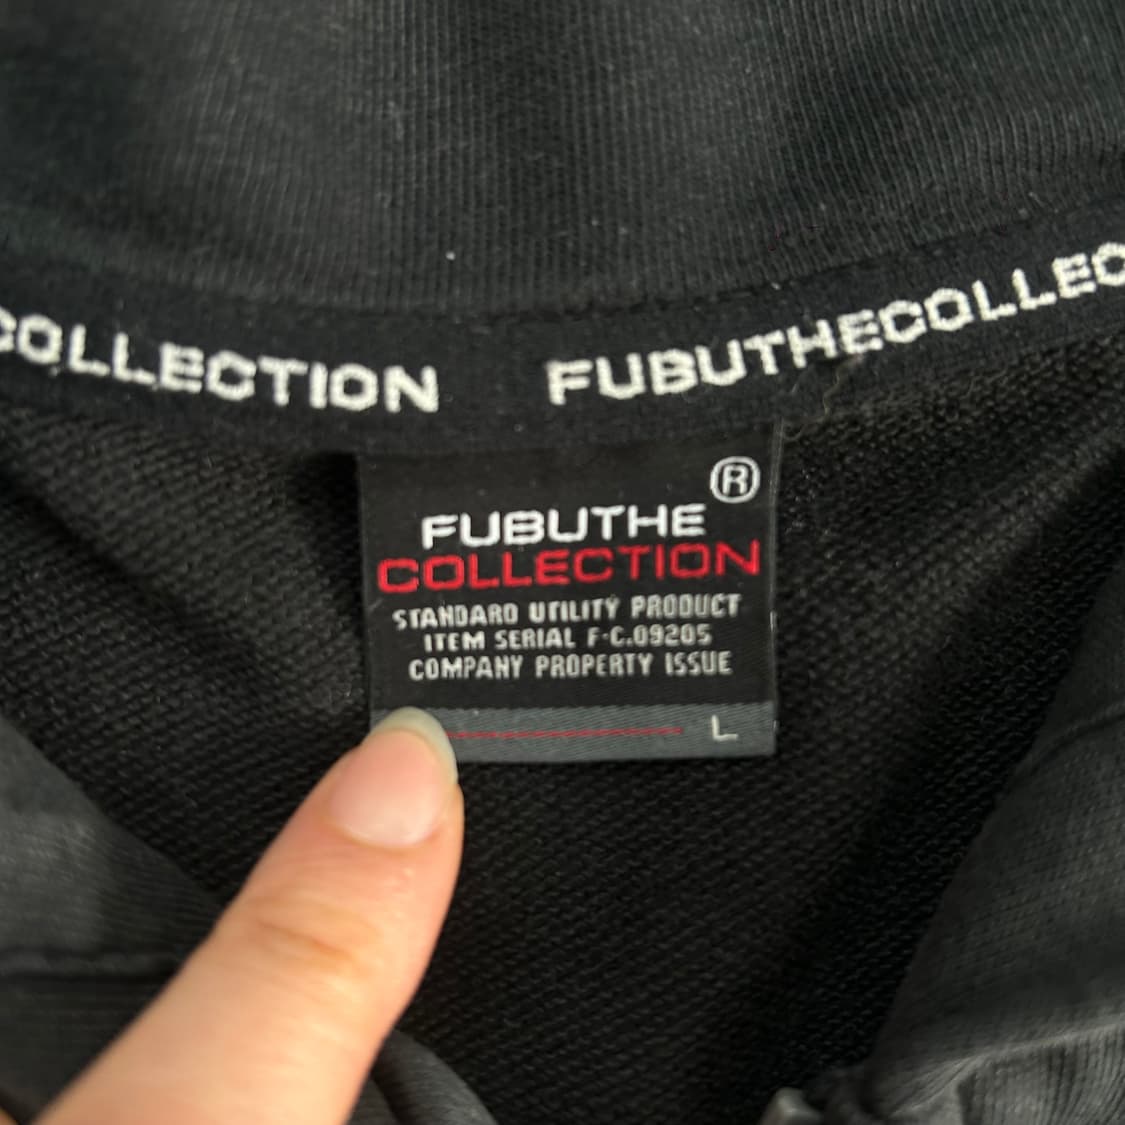 COLLECTION FUBUTHECOLLEC
®
FUBUTHE
COLLECTION
STANDARD UTILITY PRODUCT
ITEM SERIAL F-C.09205
COMPANY PROPERTY ISSUE
L